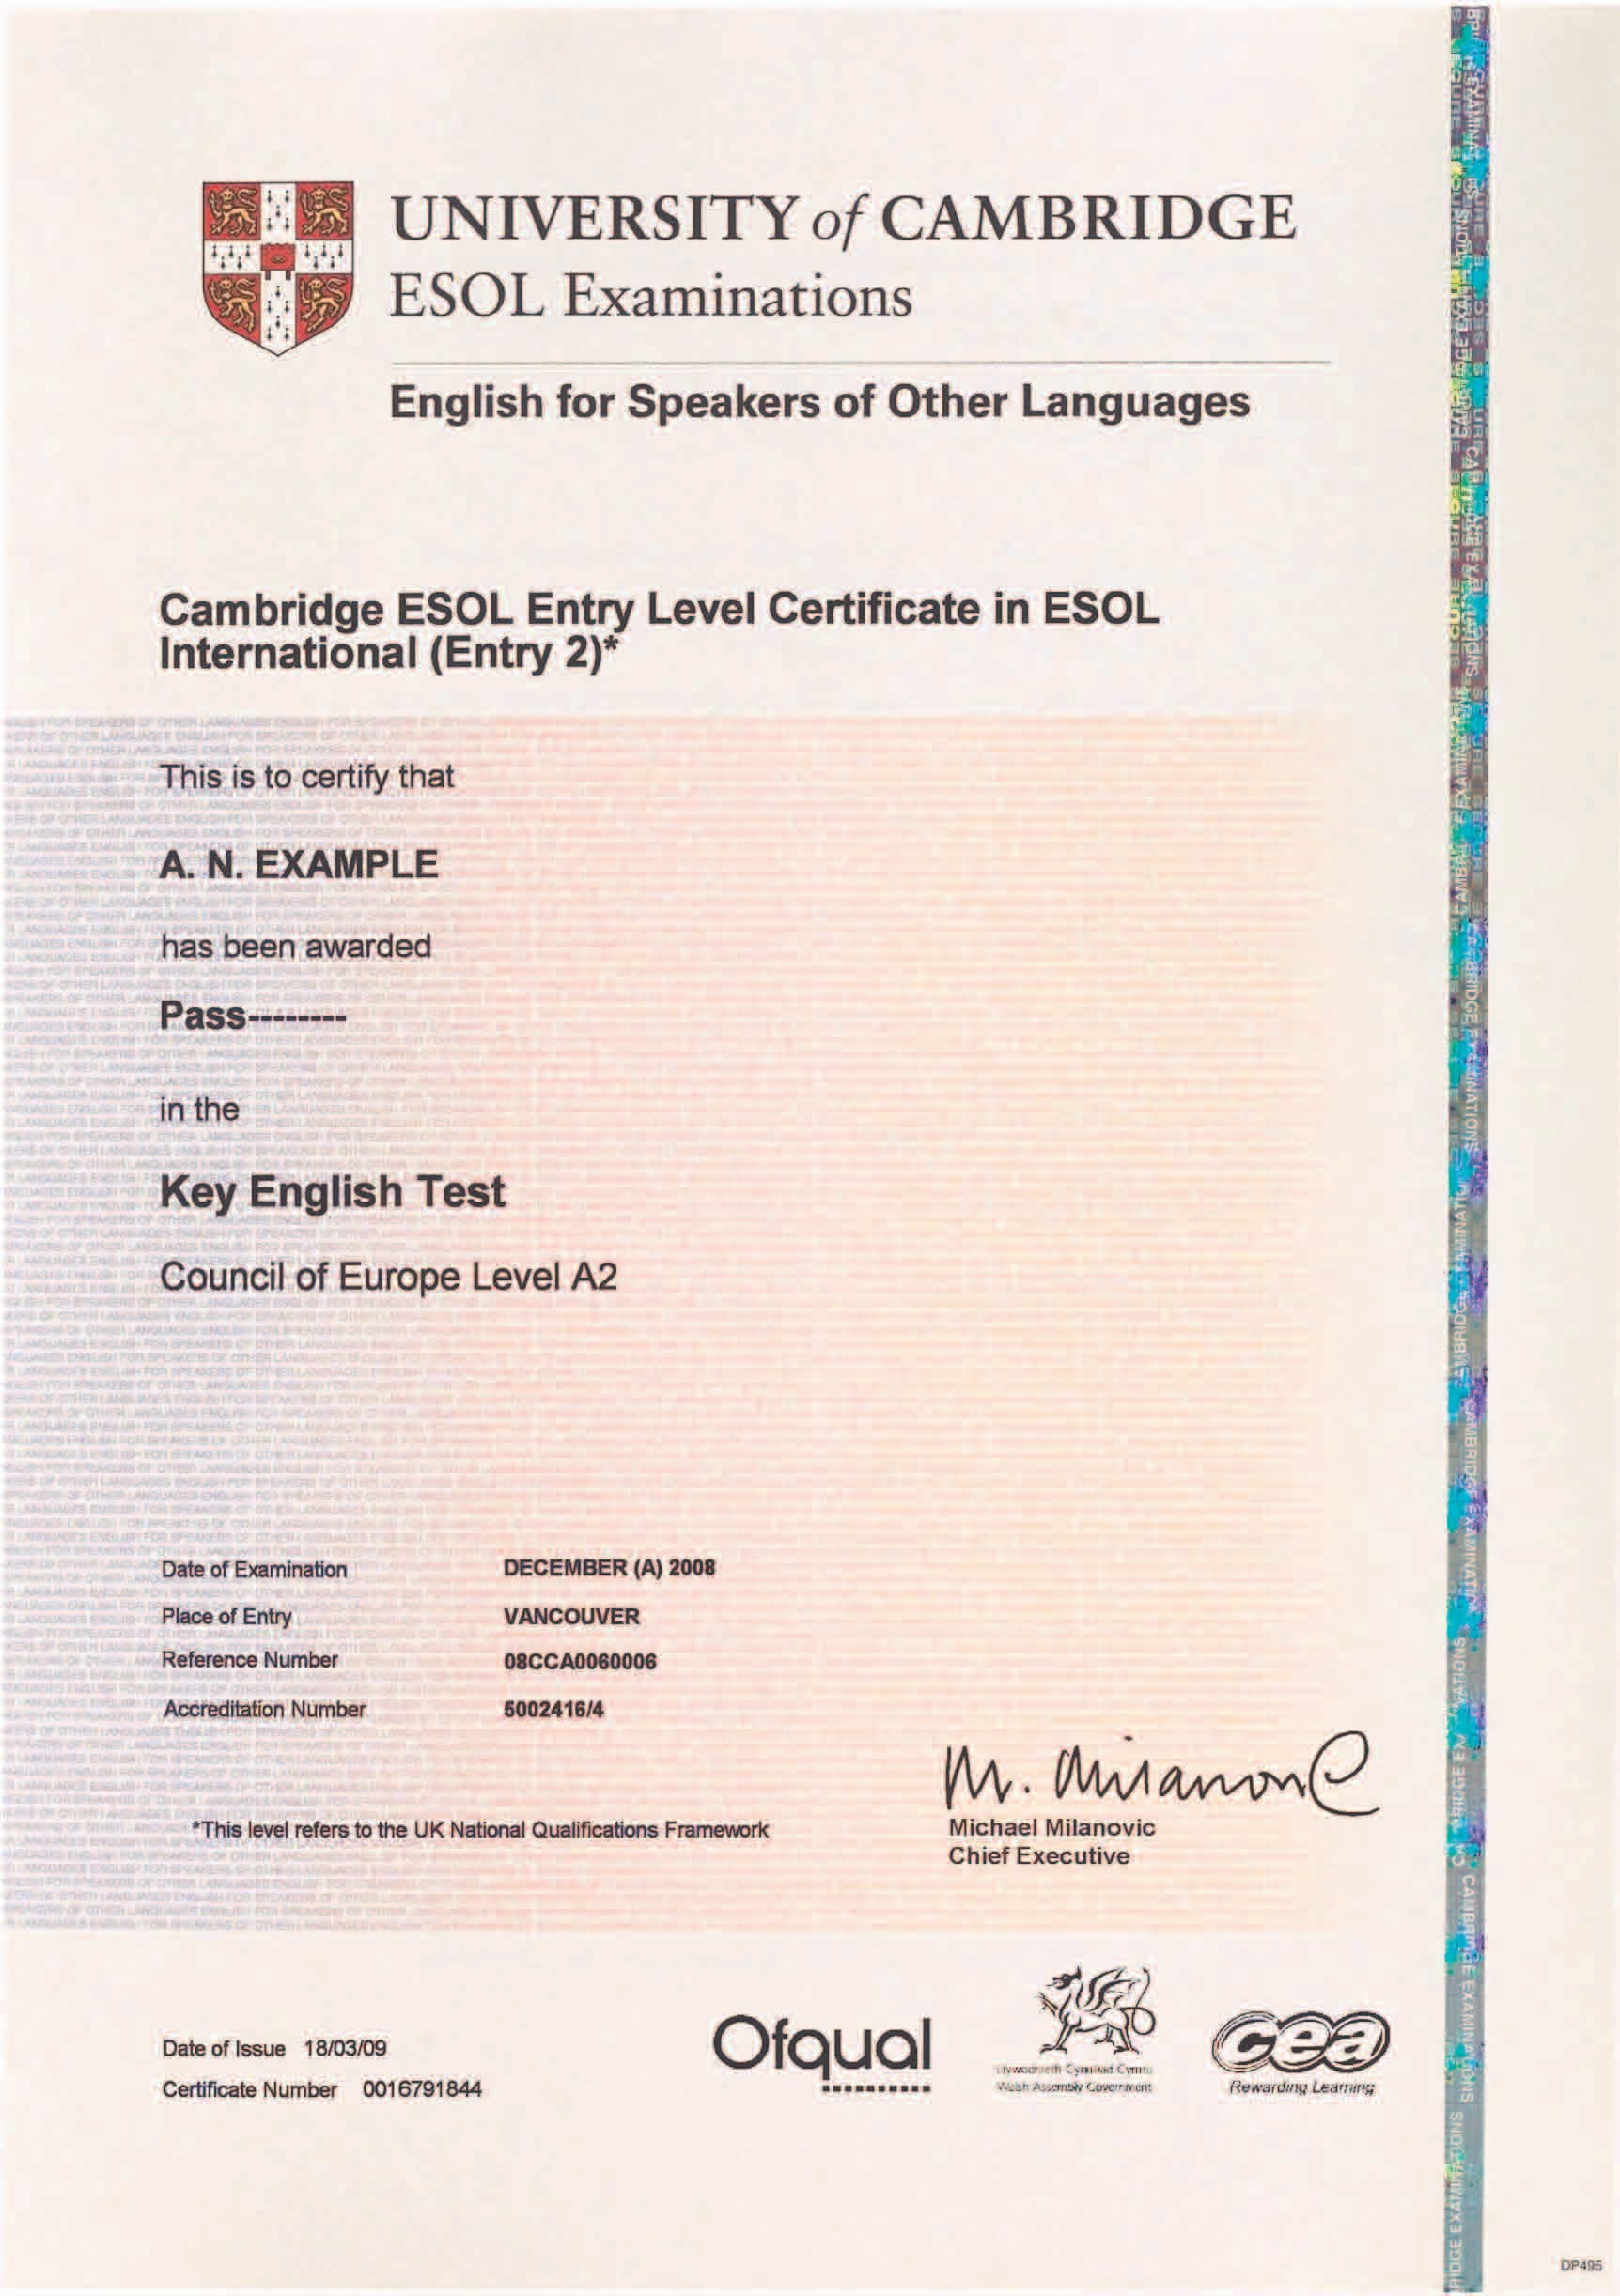 UNIVERSITY of CAMBRIDGE
ESOL Examinations
English for Speakers of Other Languages
Cambridge ESOL Entry Level Certificate in ESOL
International (Entry 2)*
This is to certify that
A. N. EXAMPLE
has been awarded
Pass--------
in the
Key English Test
Council of Europe Level A2
Date of Examination DECEMBER (A) 2008
Place of Entry VANCOUVER
Reference Number 08CCA0060006
Accreditation Number 5002416/4
*This level refers to the UK National Qualifications Framework
Michael Milanovic
Chief Executive
M. Milanovic
Date of Issue 18/03/09
Certificate Number 0016791844
Ofqual
Llywodraeth Cynulliad Cymru
Welsh Assembly Government
cea
Rewarding Learning
DP495